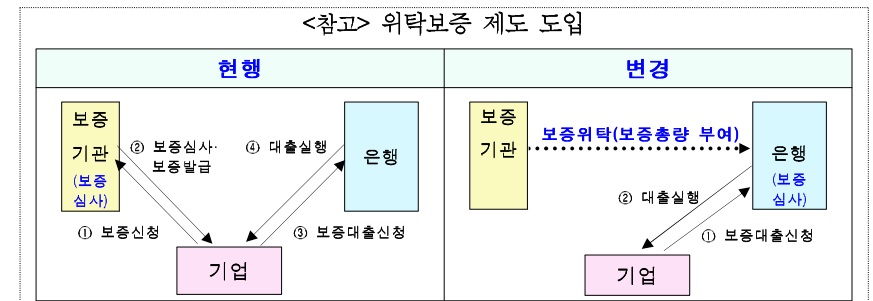 <참고> 위탁보증 제도 도입
현행
보증
기관
(보증
심사)
② 보증심사·
보증발급
④ 대출실행
은행
① 보증신청
③ 보증대출신청
기업
변경
보증
기관
보증위탁(보증총량 부여)
은행
(보증
심사)
② 대출실행
① 보증대출신청
기업